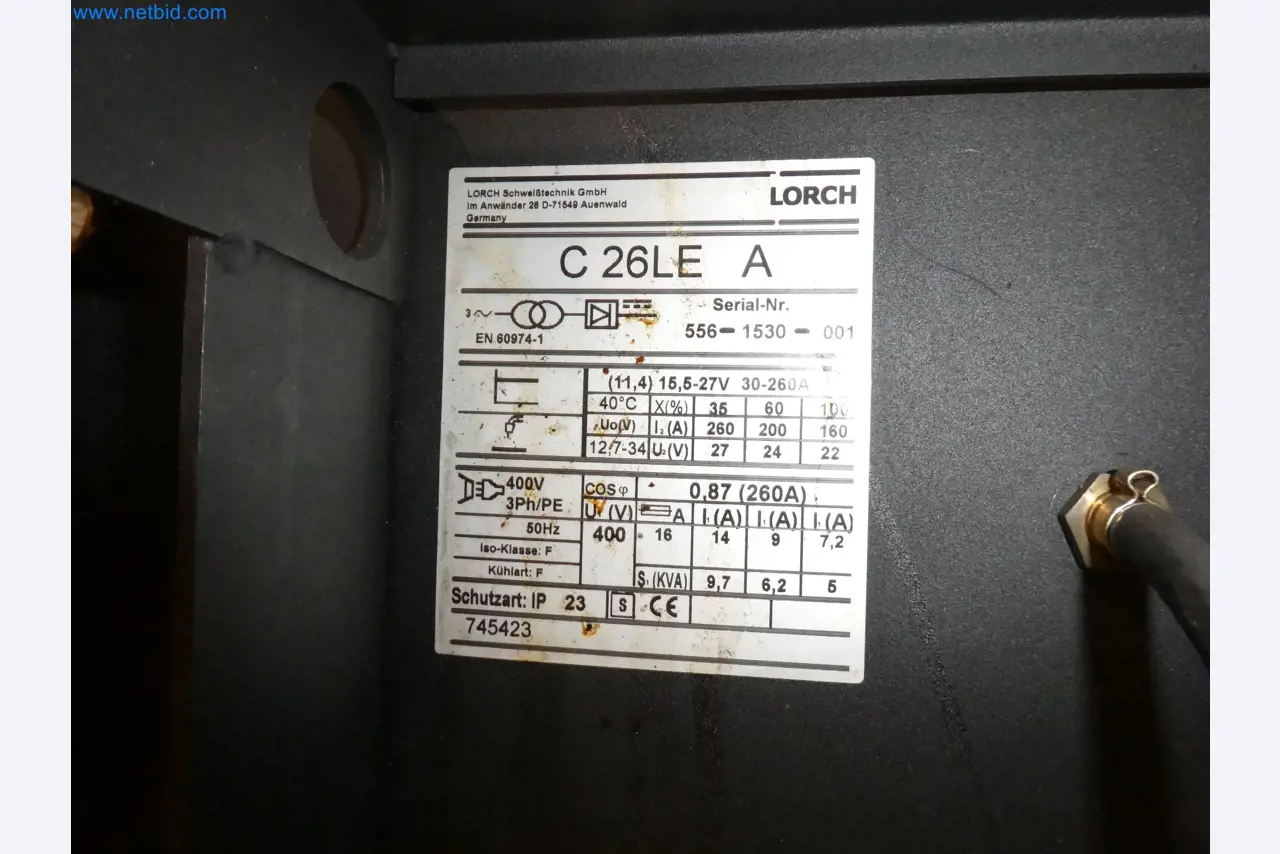 www.netbid.com
LORCH Schweißtechnik GmbH
Im Anwänder 26 D-71549 Auenwald
Germany
LORCH
C 26LE A
3~
EN 60974-1
Serial-Nr.
556-1530-001
(11,4) 15,5-27V 30-260A
40°C X(%) 35 60 100
Uo(V) I₂(A) 260 200 160
12,7-34 U₂(V) 27 24 22
400V
3Ph/PE
50Hz
Iso-Klasse: F
Kühlart: F
COS φ 0,87 (260A)
U₁ (V) A I₁(A) I₁(A) I₁(A)
400 16 14 9 7,2
S₁(KVA) 9,7 6,2 5
Schutzart: IP 23 S CE
745423